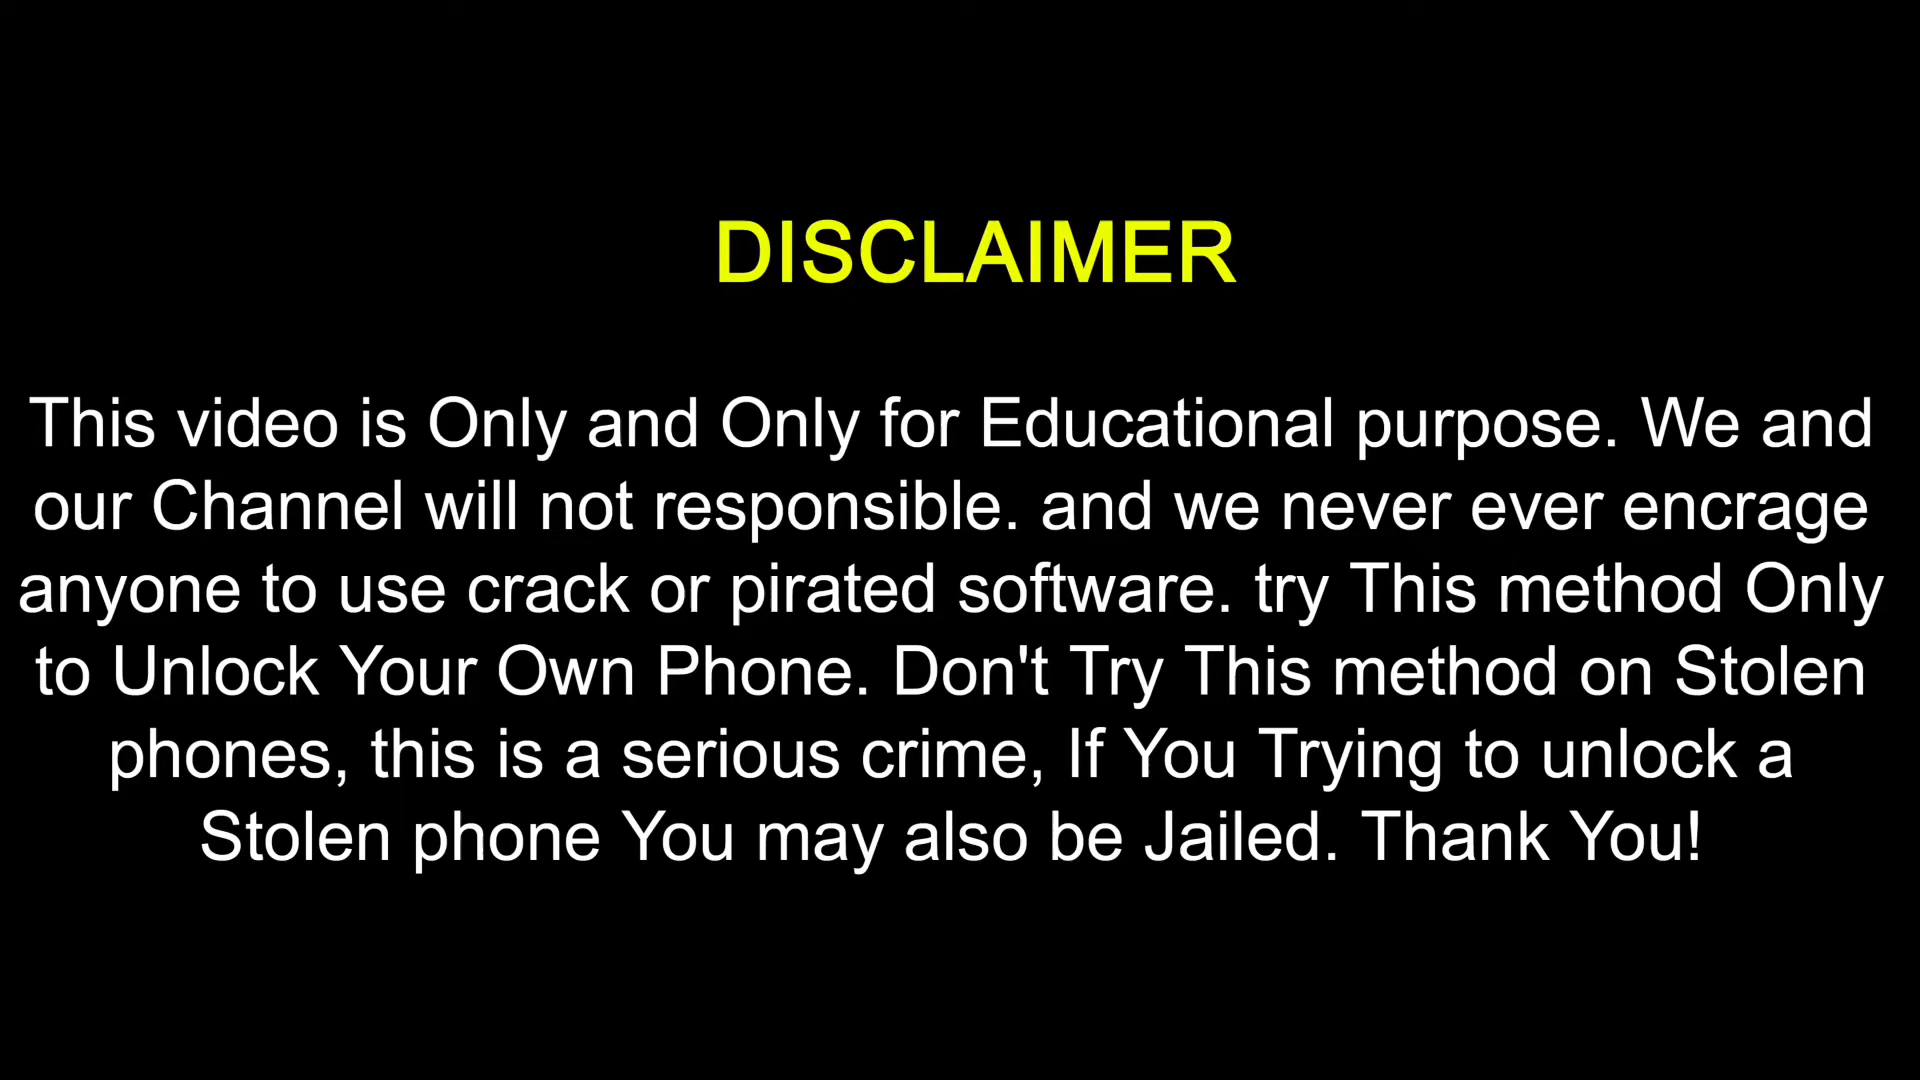 DISCLAIMER
This video is Only and Only for Educational purpose. We and
our Channel will not responsible. and we never ever encrage
anyone to use crack or pirated software. try This method Only
to Unlock Your Own Phone. Don't Try This method on Stolen
phones, this is a serious crime, If You Trying to unlock a
Stolen phone You may also be Jailed. Thank You!